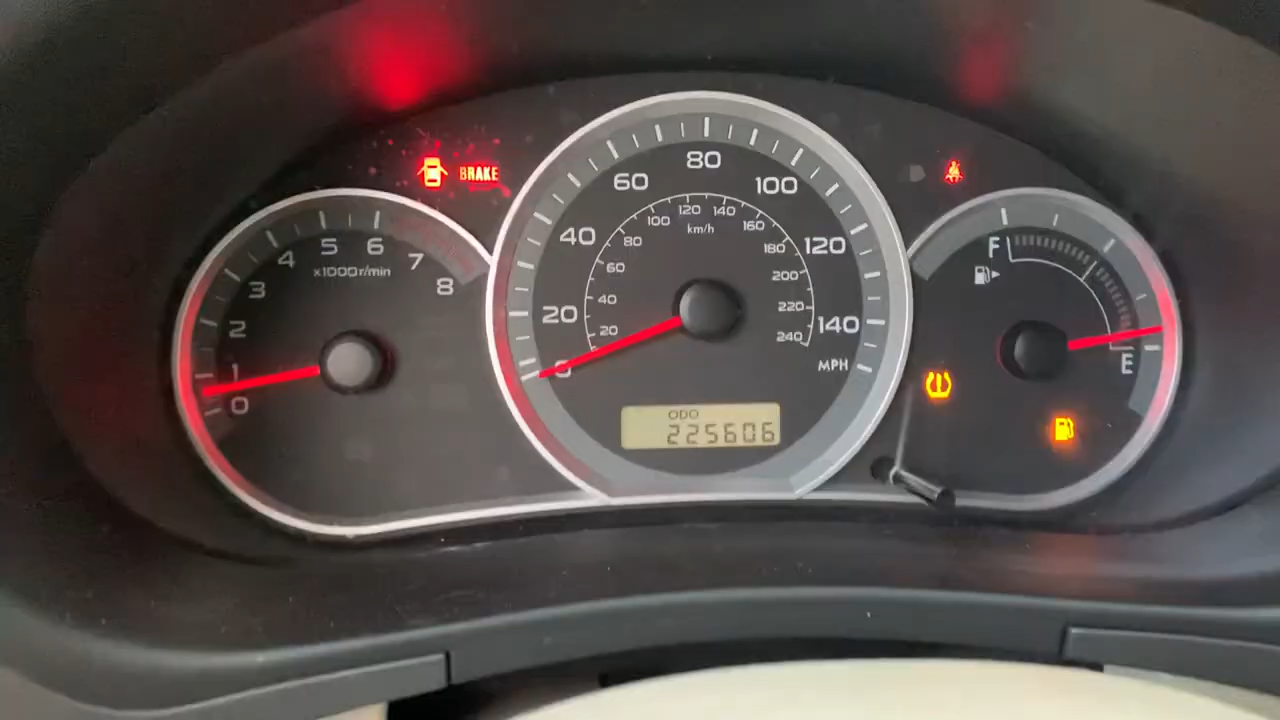 BRAKE
0 1 2 3 4 5 6 7 8
x1000r/min
0 20 40 60 80 100 120 140
MPH
20 40 60 80 100 120 140 160 180 200 220 240
km/h
ODO
225606
F
E